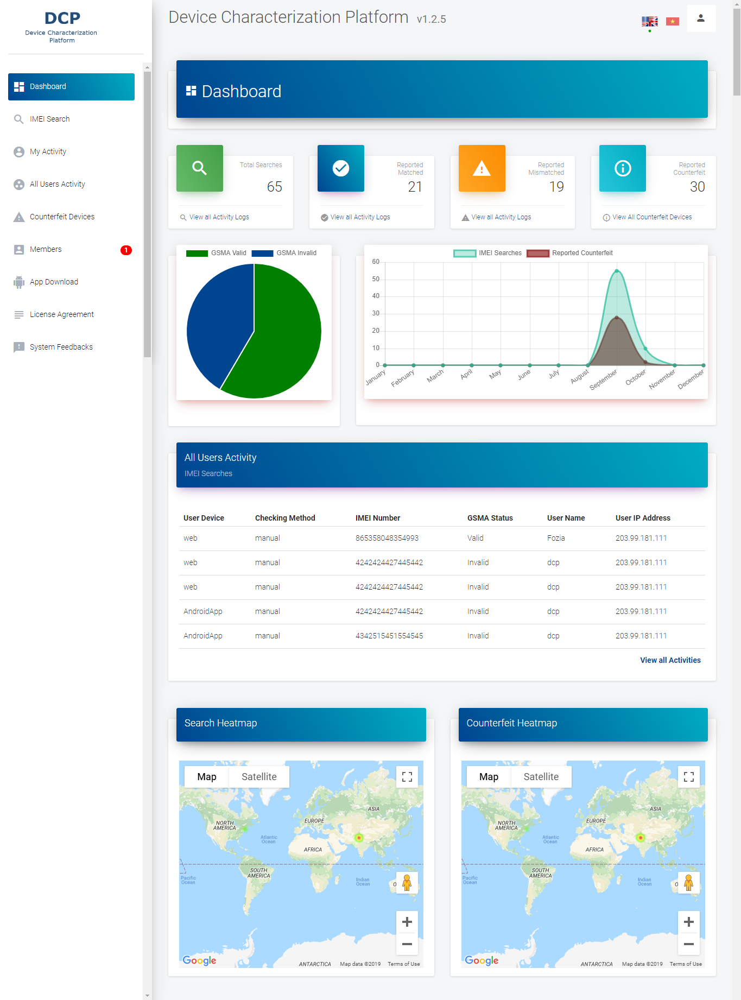 DCP
Device Characterization
Platform
Dashboard
IMEI Search
My Activity
All Users Activity
Counterfeit Devices
Members
1
App Download
License Agreement
System Feedbacks
Device Characterization Platform v1.2.5
Dashboard
Total Searches
65
View all Activity Logs
Reported
Matched
21
View all Activity Logs
Reported
Mismatched
19
View all Activity Logs
Reported
Counterfeit
30
View All Counterfeit Devices
GSMA Valid GSMA Invalid
IMEI Searches Reported Counterfeit
60
50
40
30
20
10
0
January February March April May June July August September October November December
All Users Activity
IMEI Searches
User Device Checking Method IMEI Number GSMA Status User Name User IP Address
web manual 865358048354993 Valid Fozia 203.99.181.111
web manual 4242424427445442 Invalid dcp 203.99.181.111
web manual 4242424427445442 Invalid dcp 203.99.181.111
AndroidApp manual 4242424427445442 Invalid dcp 203.99.181.111
AndroidApp manual 4342515451554545 Invalid dcp 203.99.181.111
View all Activities
Search Heatmap
Map Satellite
ASIA
NORTH
AMERICA
EUROPE
Atlantic
Ocean
AFRICA
SOUTH
AMERICA
Pacific
Ocean
Indian
Ocean
O
Google
ANTARCTICA
Map data ©2019 Terms of Use
Counterfeit Heatmap
Map Satellite
ASIA
NORTH
AMERICA
EUROPE
Atlantic
Ocean
AFRICA
SOUTH
AMERICA
Pacific
Ocean
Indian
Ocean
O
Google
ANTARCTICA
Map data ©2019 Terms of Use